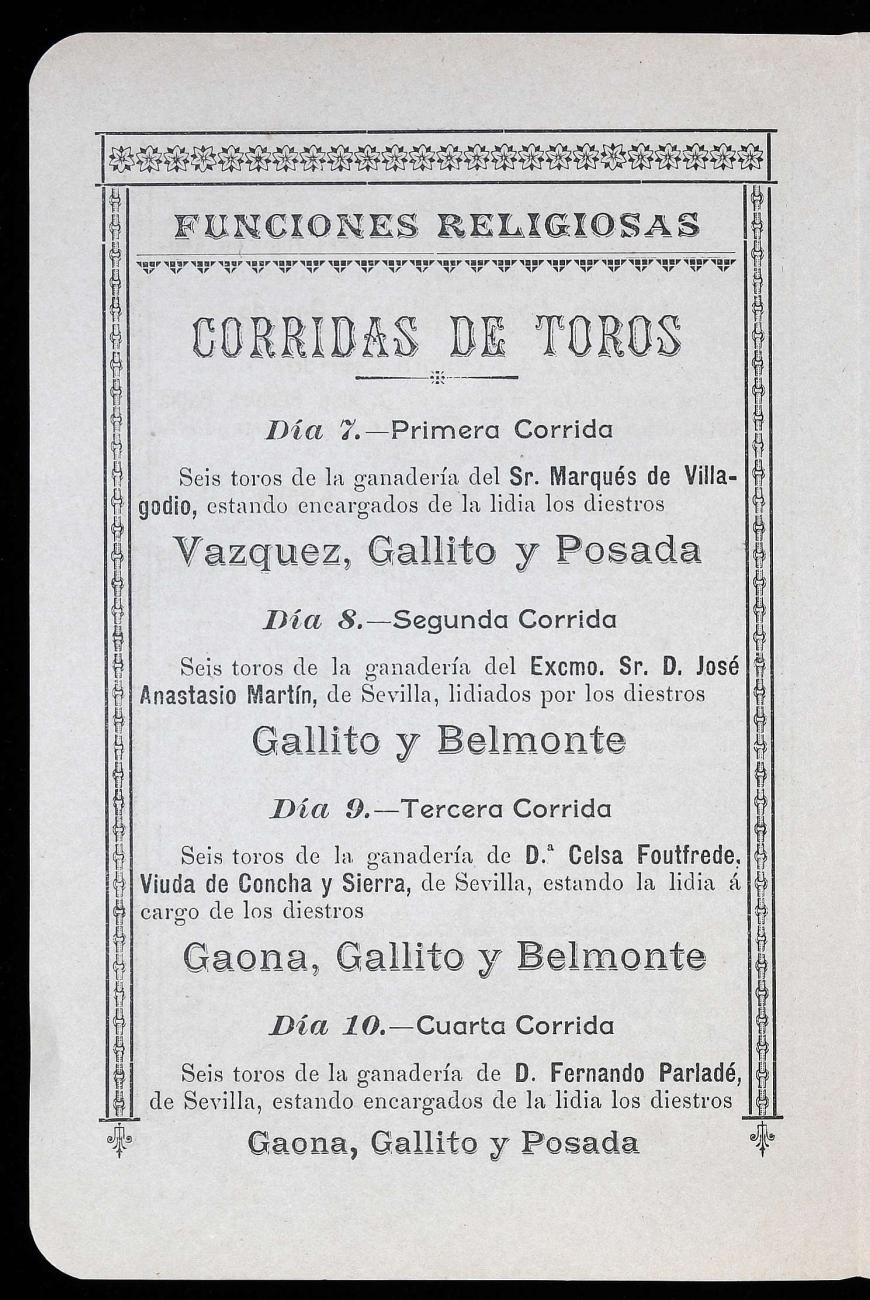 FUNCIONES RELIGIOSAS
CORRIDAS DE TOROS
Día 7.—Primera Corrida
Seis toros de la ganadería del Sr. Marqués de Villa-
godio, estando encargados de la lidia los diestros
Vazquez, Gallito y Posada
Día 8.—Segunda Corrida
Seis toros de la ganadería del Excmo. Sr. D. José
Anastasio Martín, de Sevilla, lidiados por los diestros
Gallito y Belmonte
Día 9.—Tercera Corrida
Seis toros de la ganadería de D.ª Celsa Foutfrede,
Viuda de Concha y Sierra, de Sevilla, estando la lidia á
cargo de los diestros
Gaona, Gallito y Belmonte
Día 10.—Cuarta Corrida
Seis toros de la ganadería de D. Fernando Parladé,
de Sevilla, estando encargados de la lidia los diestros
Gaona, Gallito y Posada